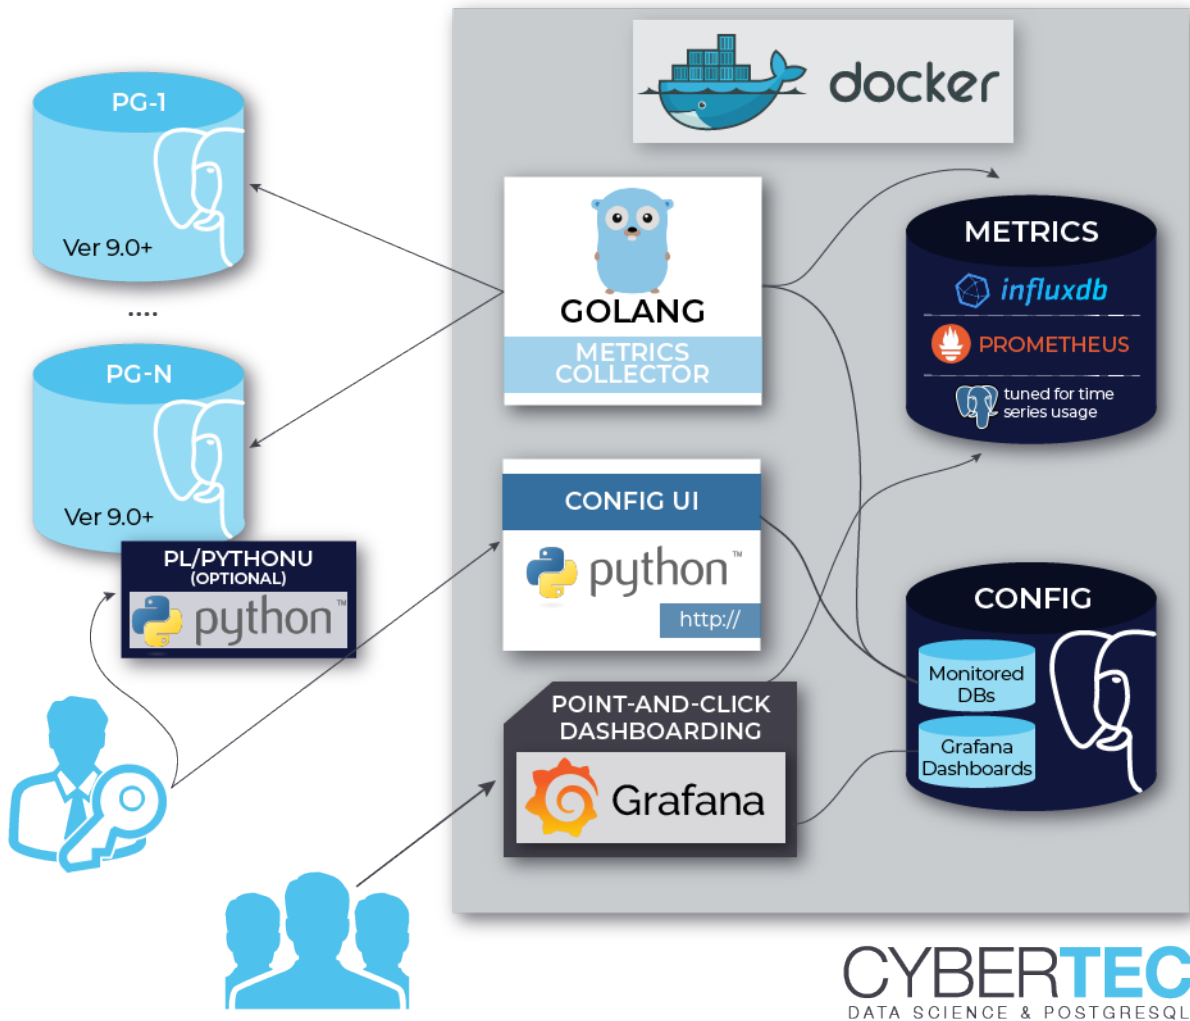 docker
PG-1
Ver 9.0+
....
PG-N
Ver 9.0+
PL/PYTHONU
(OPTIONAL)
python™
GOLANG
METRICS
COLLECTOR
CONFIG UI
python™
http://
POINT-AND-CLICK
DASHBOARDING
Grafana
METRICS
influxdb
PROMETHEUS
tuned for time
series usage
CONFIG
Monitored
DBs
Grafana
Dashboards
CYBERTEC
DATA SCIENCE & POSTGRESQL